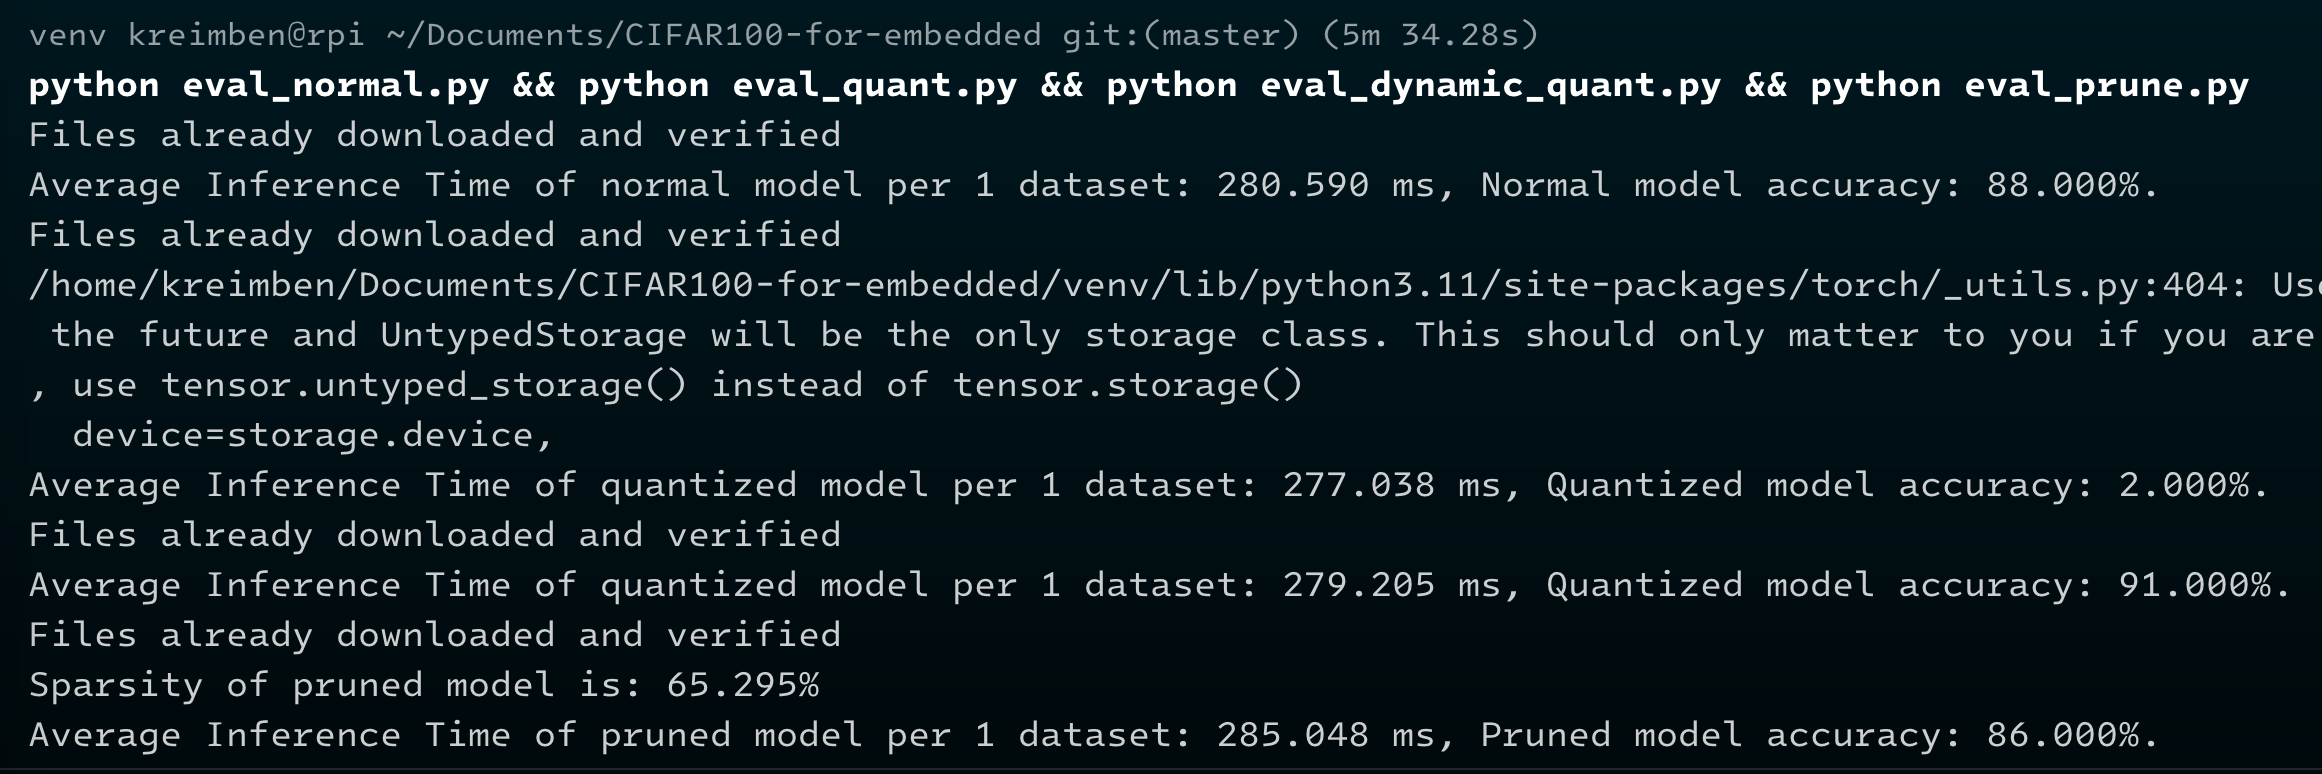 venv kreimben@rpi ~/Documents/CIFAR100-for-embedded git:(master) (5m 34.28s)
python eval_normal.py && python eval_quant.py && python eval_dynamic_quant.py && python eval_prune.py
Files already downloaded and verified
Average Inference Time of normal model per 1 dataset: 280.590 ms, Normal model accuracy: 88.000%.
Files already downloaded and verified
/home/kreimben/Documents/CIFAR100-for-embedded/venv/lib/python3.11/site-packages/torch/_utils.py:404:
the future and UntypedStorage will be the only storage class. This should only matter to you if you are
, use tensor.untyped_storage() instead of tensor.storage()
device=storage.device,
Average Inference Time of quantized model per 1 dataset: 277.038 ms, Quantized model accuracy: 2.000%.
Files already downloaded and verified
Average Inference Time of quantized model per 1 dataset: 279.205 ms, Quantized model accuracy: 91.000%.
Files already downloaded and verified
Sparsity of pruned model is: 65.295%
Average Inference Time of pruned model per 1 dataset: 285.048 ms, Pruned model accuracy: 86.000%.